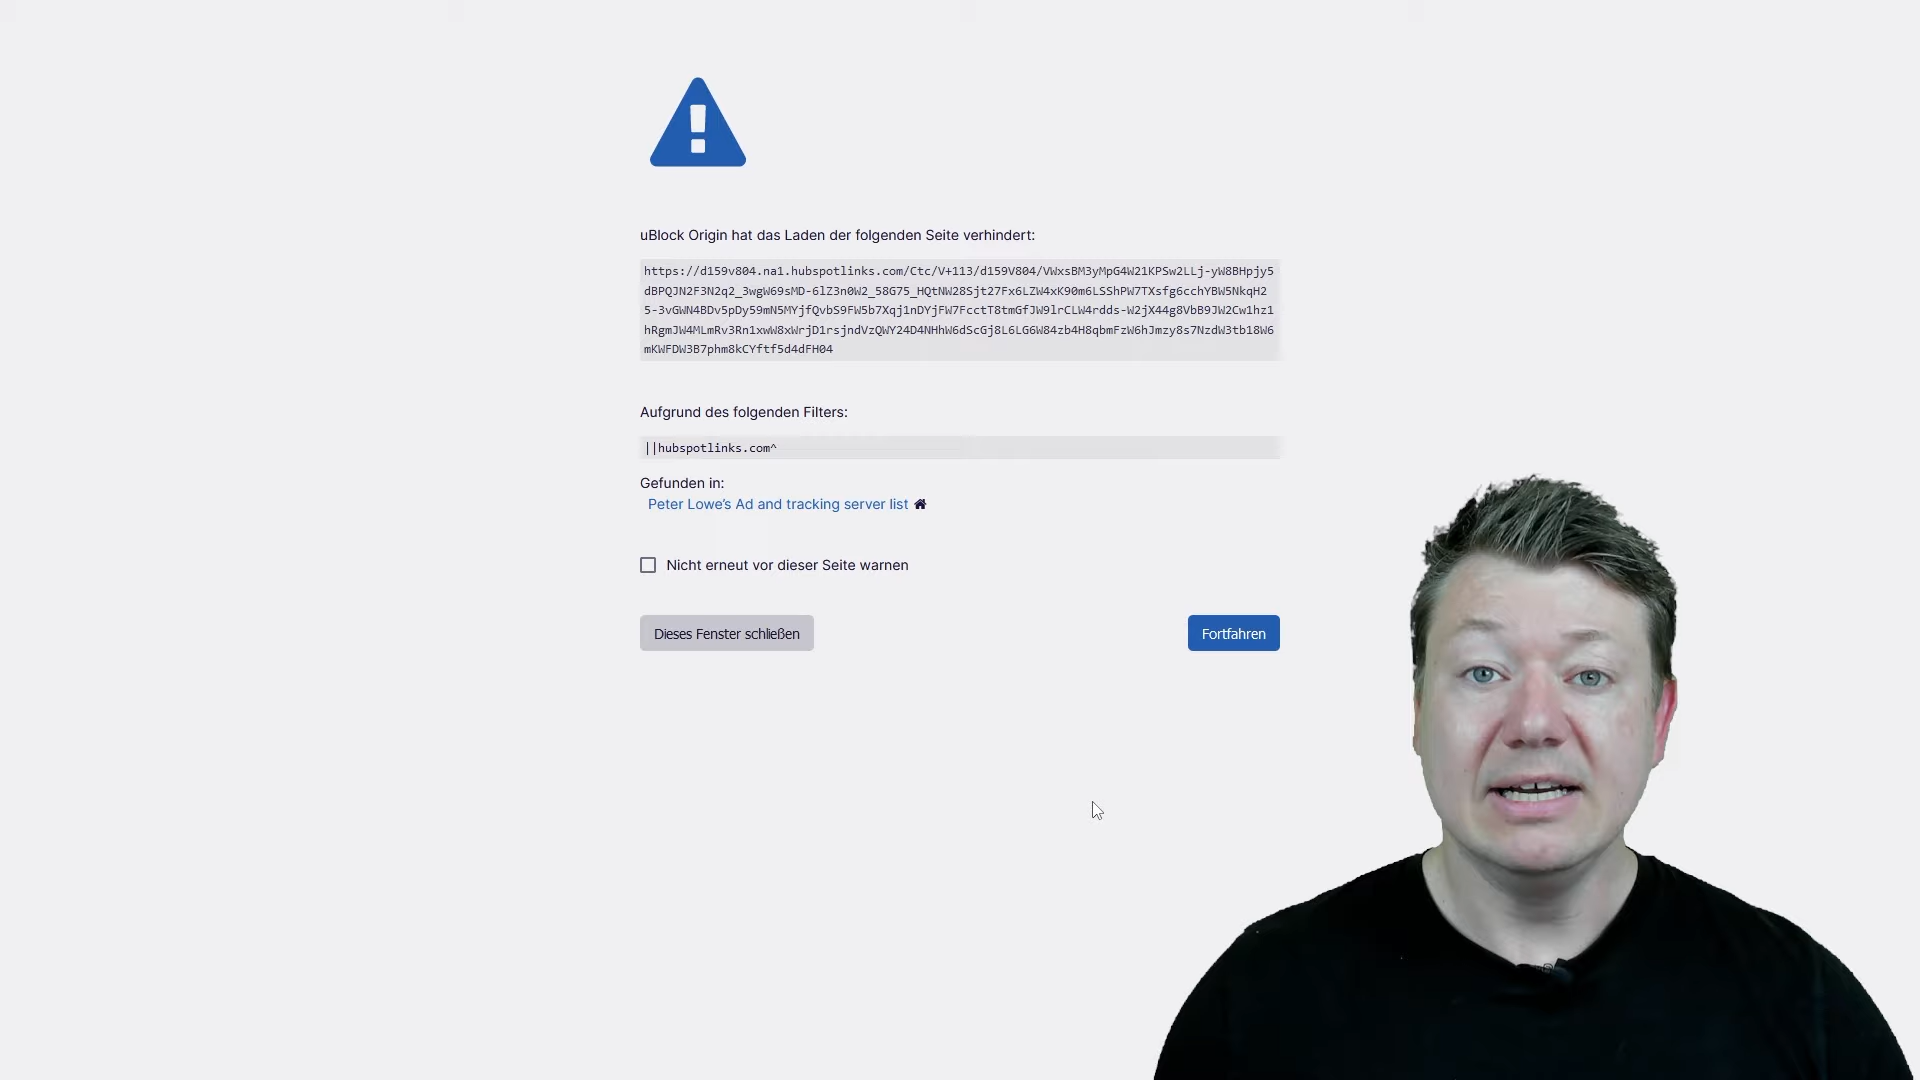 uBlock Origin hat das Laden der folgenden Seite verhindert:
https://d159v804.na1.hubspotlinks.com/Ctc/V+113/d159V804/VWxsBM3yMpG4W21KPSw2LLj-yW8BHpjy5
dBPQJN2F3N2q2_3wgW69sMD-6lZ3n0W2_58G75_HQtNW28Sjt27Fx6LZW4xK90m6LSShPW7TXsfg6cchYBW5NkqH2
5-3vGWN4BDv5pDy59mN5MYjfQvbS9FW5b7Xqj1nDYjFW7FcctT8tmGfJW9lrCLW4rdds-W2jX44g8VbB9JW2Cw1hz1
hRgmJW4MLmRv3Rn1xwW8xWrjD1rsjndVzQWY24D4NHhW6dScGj8L6LG6W84zb4H8qbmFzW6hJmzy8s7NzdW3tb18W6
mKWFDW3B7phm8kCYftf5d4dFH04
Aufgrund des folgenden Filters:
||hubspotlinks.com^
Gefunden in:
Peter Lowe’s Ad and tracking server list
Nicht erneut vor dieser Seite warnen
Dieses Fenster schließen
Fortfahren